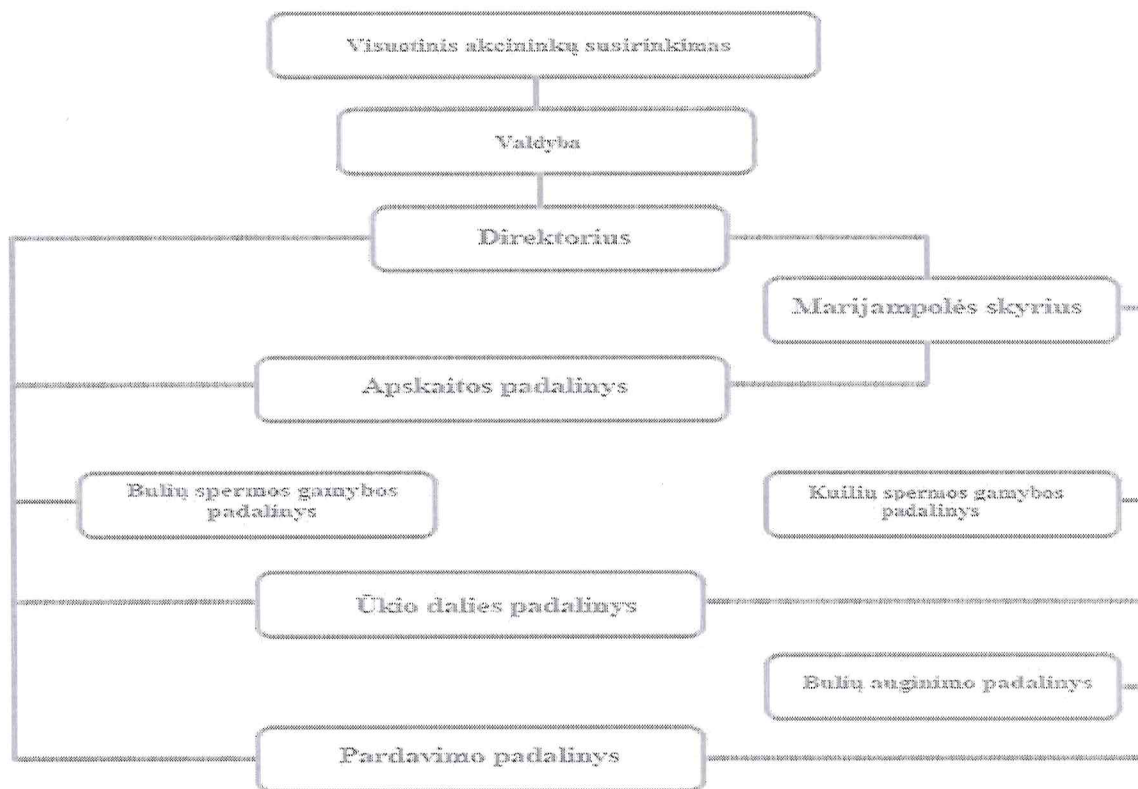 Visuotinis akcininkų susirinkimas
Valdyba
Direktorius
Marijampolės skyrius
Apskaitos padalinys
Bulių spermos gamybos
padalinys
Kuilių spermos gamybos
padalinys
Ūkio dalies padalinys
Bulių auginimo padalinys
Pardavimo padalinys